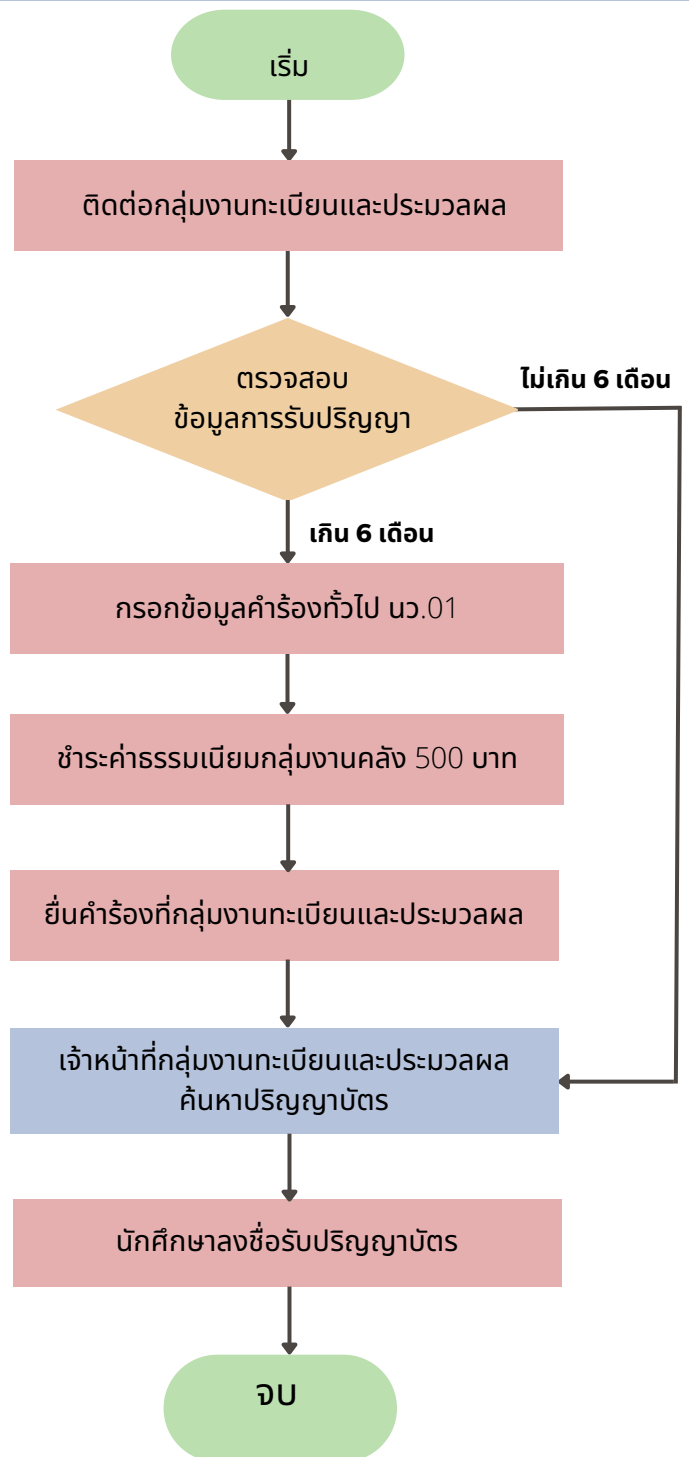 เริ่ม
ติดต่อกลุ่มงานทะเบียนและประมวลผล
ตรวจสอบ
ข้อมูลการรับปริญญา
ไม่เกิน 6 เดือน
เกิน 6 เดือน
กรอกข้อมูลคำร้องทั่วไป นว.01
ชำระค่าธรรมเนียมกลุ่มงานคลัง 500 บาท
ยื่นคำร้องที่กลุ่มงานทะเบียนและประมวลผล
เจ้าหน้าที่กลุ่มงานทะเบียนและประมวลผล
ค้นหาปริญญาบัตร
นักศึกษาลงชื่อรับปริญญาบัตร
จบ